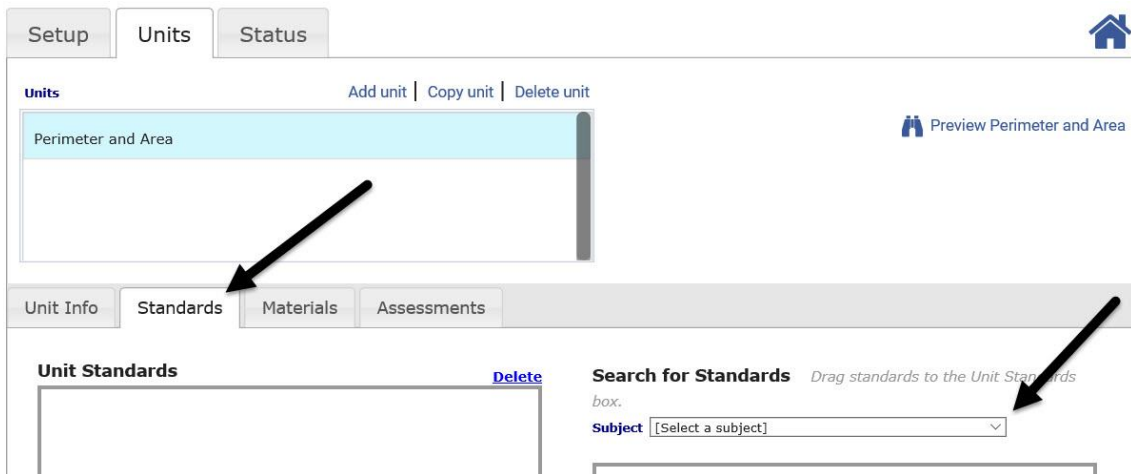 Setup Units Status
Units Add unit | Copy unit | Delete unit
Perimeter and Area
Preview Perimeter and Area
Unit Info Standards Materials Assessments
Unit Standards Delete
Search for Standards Drag standards to the Unit Standards
box.
Subject [Select a subject]